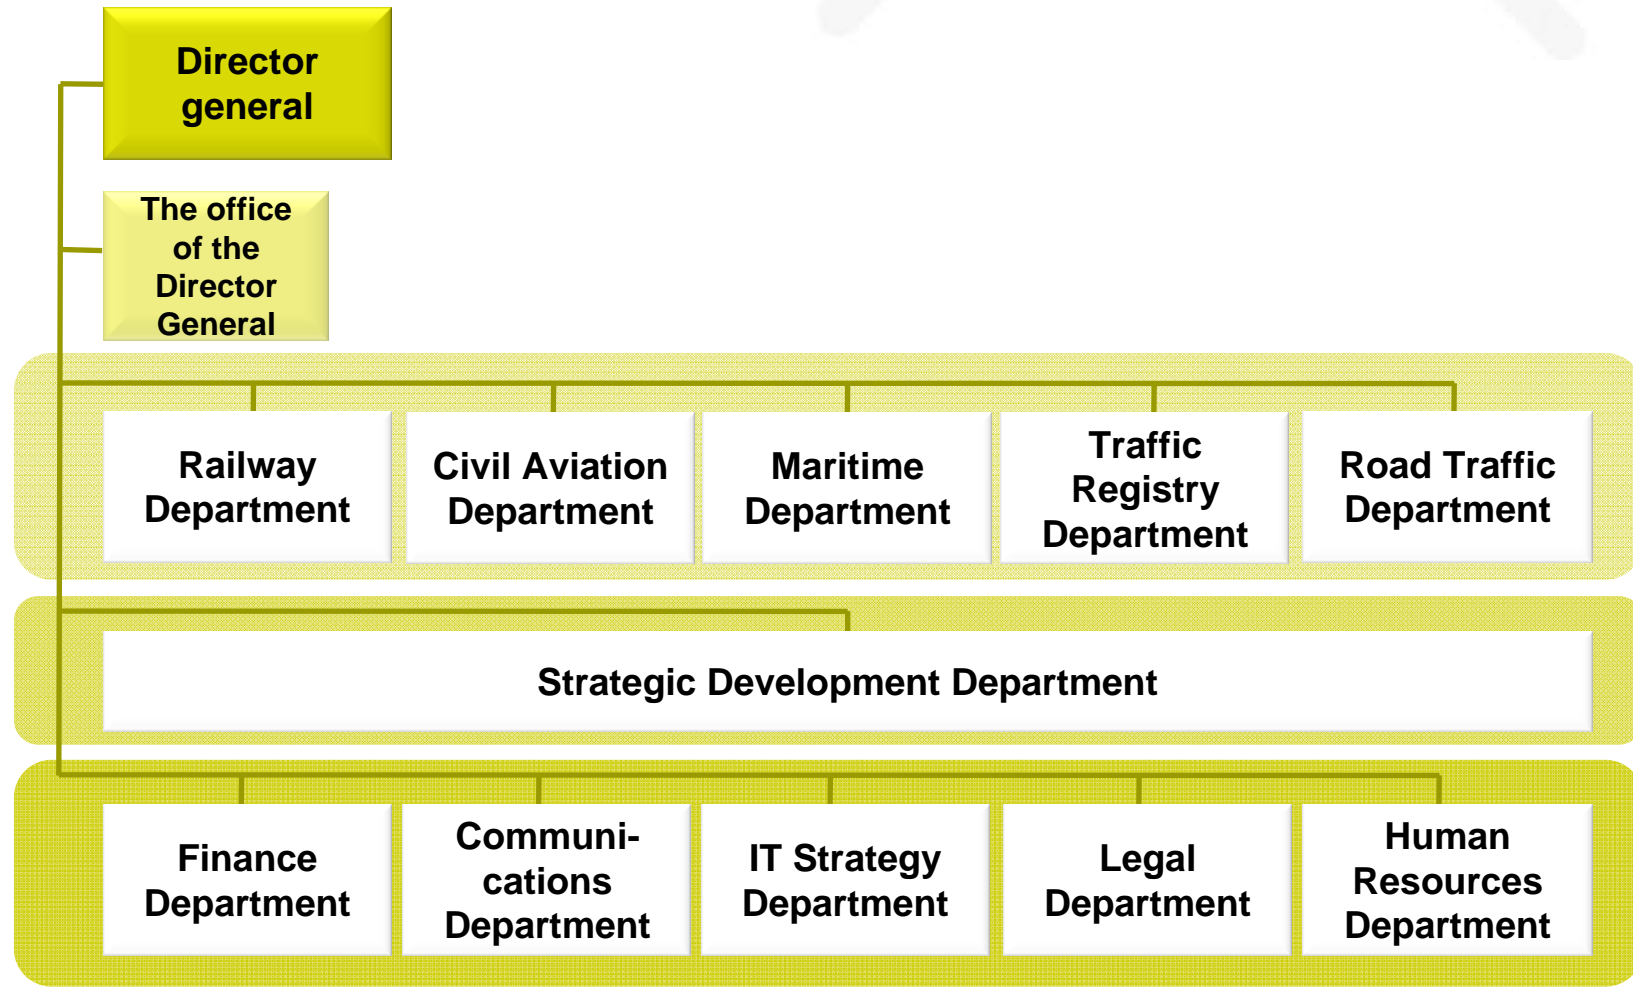 Director
general
The office
of the
Director
General
Railway
Department
Civil Aviation
Department
Maritime
Department
Traffic
Registry
Department
Road Traffic
Department
Strategic Development Department
Finance
Department
Communi-
cations
Department
IT Strategy
Department
Legal
Department
Human
Resources
Department